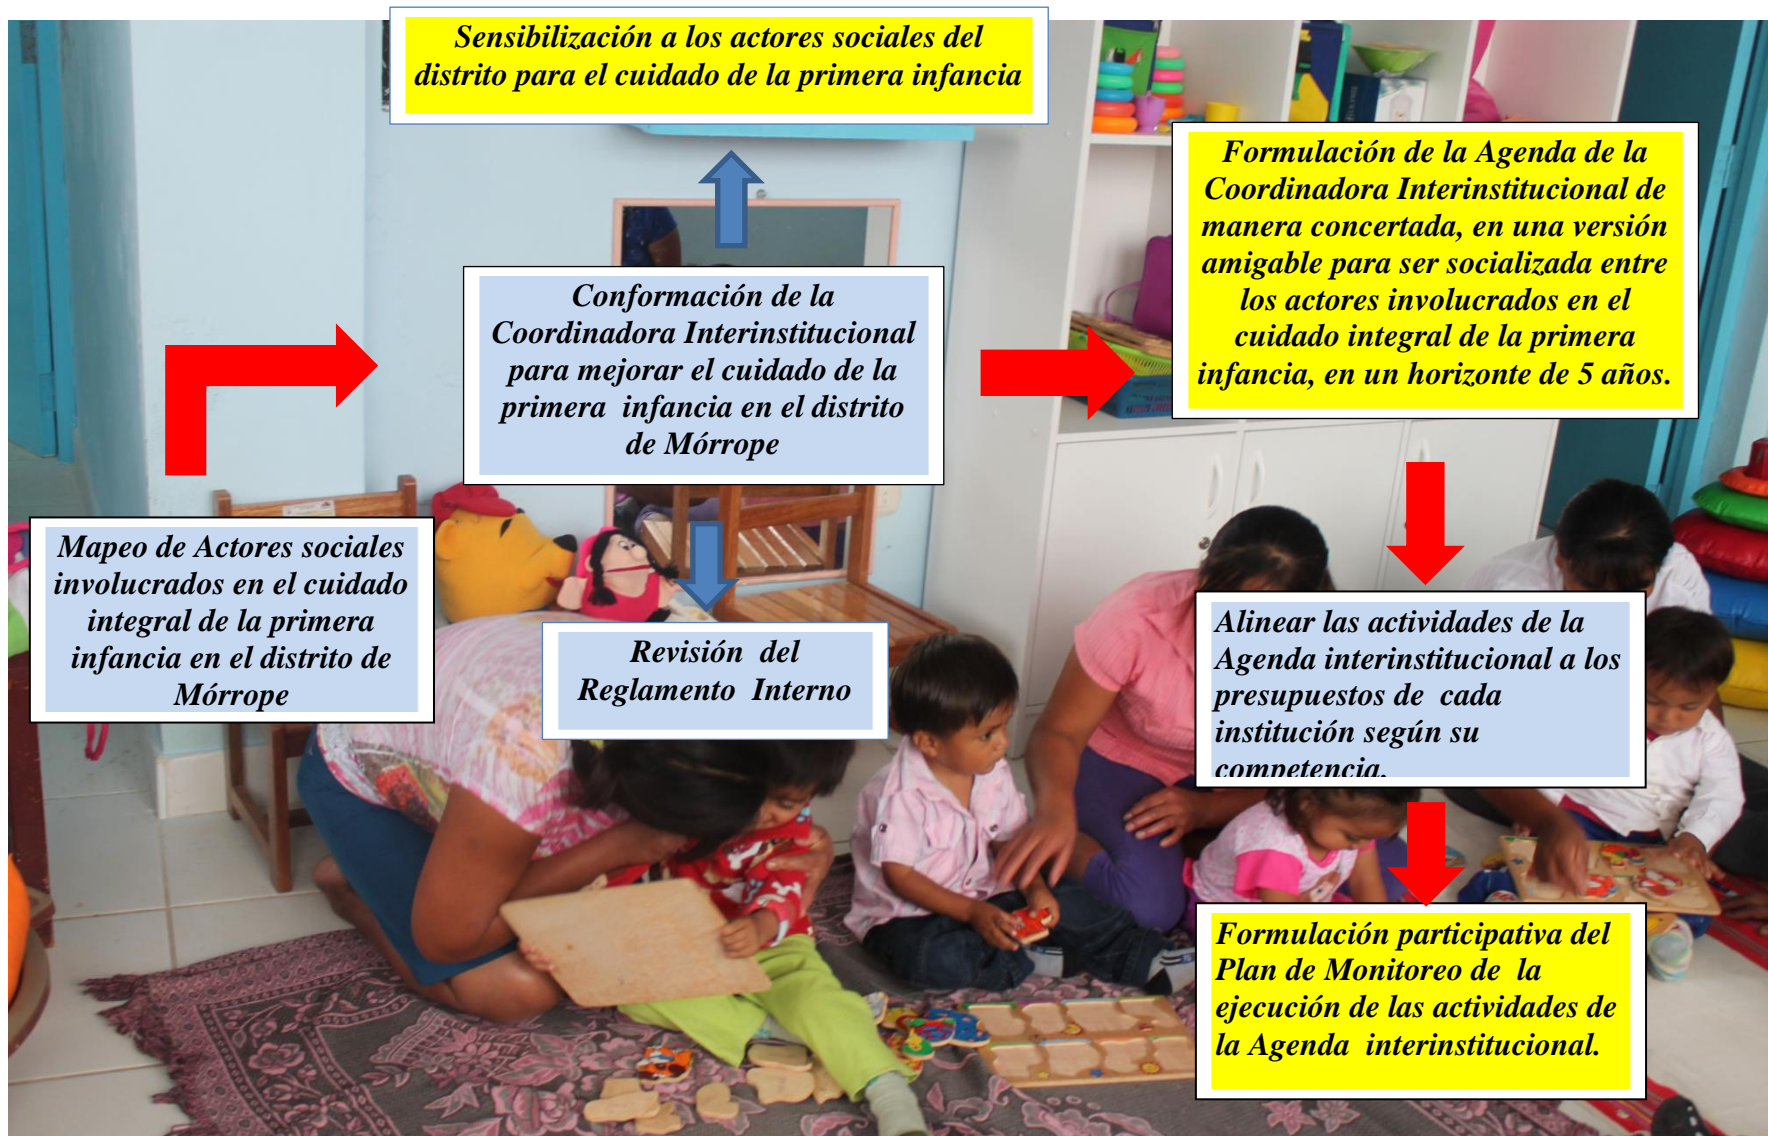 Sensibilización a los actores sociales del
distrito para el cuidado de la primera infancia
Formulación de la Agenda de la
Coordinadora Interinstitucional de
manera concertada, en una versión
amigable para ser socializada entre
los actores involucrados en el
cuidado integral de la primera
infancia, en un horizonte de 5 años.
Conformación de la
Coordinadora Interinstitucional
para mejorar el cuidado de la
primera infancia en el distrito
de Mórrope
Mapeo de Actores sociales
involucrados en el cuidado
integral de la primera
infancia en el distrito de
Mórrope
Revisión del
Reglamento Interno
Alinear las actividades de la
Agenda interinstitucional a los
presupuestos de cada
institución según su
competencia.
Formulación participativa del
Plan de Monitoreo de la
ejecución de las actividades de
la Agenda interinstitucional.